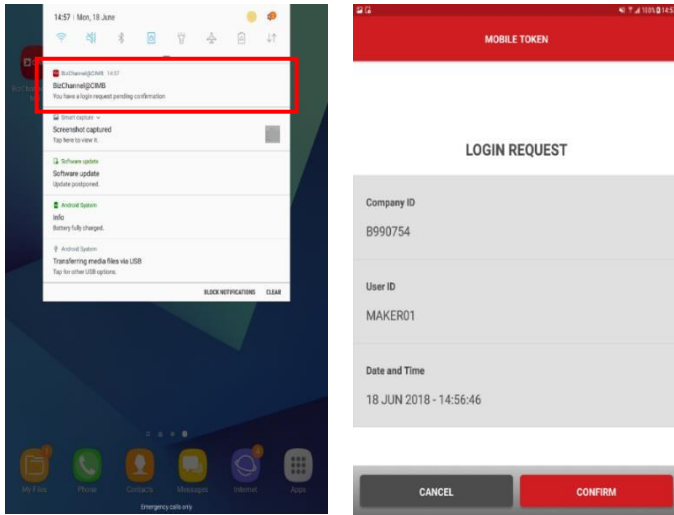 14:57 | Mon, 18 June
BizChannel@CIMB 14:57
BizChannel@CIMB
You have a login request pending confirmation
Smart capture
Screenshot captured
Tap here to view it.
Software update
Software update
Update postponed.
Android System
Info
Battery fully charged.
Android System
Transferring media files via USB
Tap for other USB options.
BLOCK NOTIFICATIONS CLEAR
My Files Phone Contacts Messages Internet Apps
Emergency calls only
100% 14:57
MOBILE TOKEN
LOGIN REQUEST
Company ID
B990754
User ID
MAKER01
Date and Time
18 JUN 2018 - 14:56:46
CANCEL CONFIRM